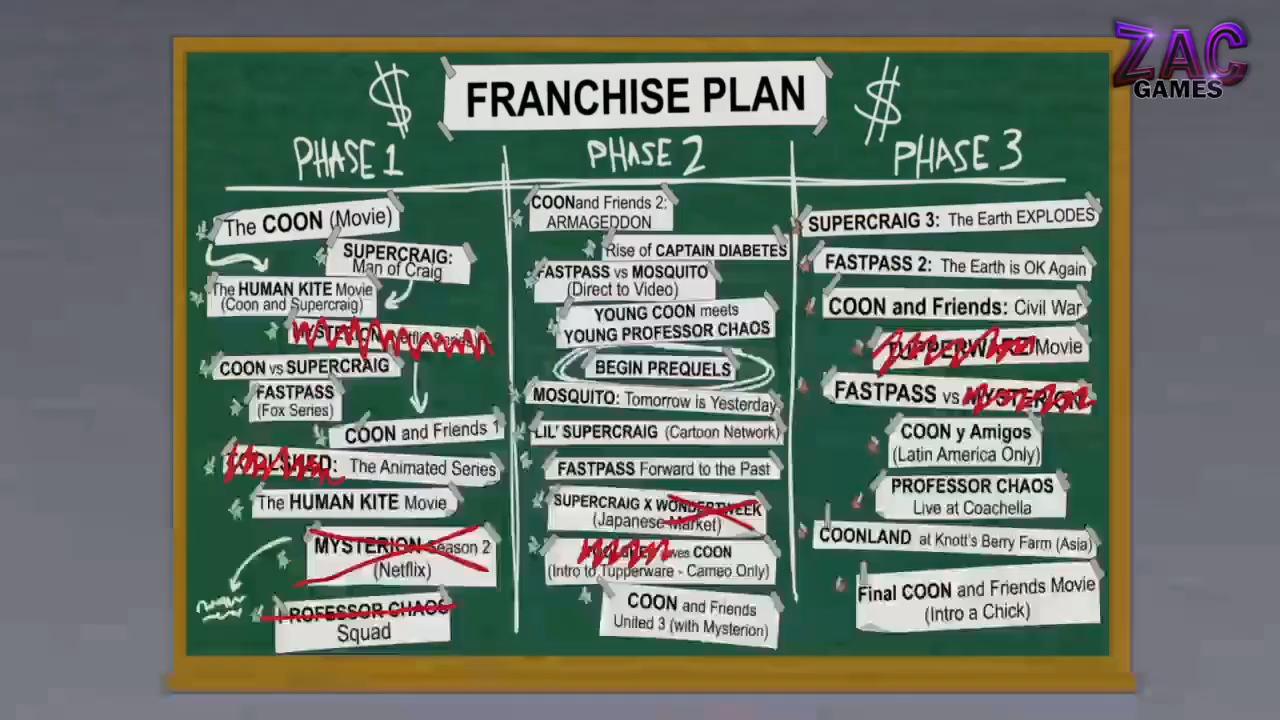 ZAC
GAMES
$ FRANCHISE PLAN $
PHASE 1
The COON (Movie)
SUPERCRAIG:
Man of Craig
The HUMAN KITE Movie
(Coon and Supercraig)
MYSTERION Netflix Series
COON vs SUPERCRAIG
FASTPASS
(Fox Series)
COON and Friends 1
The Animated Series
The HUMAN KITE Movie
MYSTERION Season 2
(Netflix)
PROFESSOR CHAOS
Squad
PHASE 2
COON and Friends 2:
ARMAGEDDON
Rise of CAPTAIN DIABETES
FASTPASS vs MOSQUITO
(Direct to Video)
YOUNG COON meets
YOUNG PROFESSOR CHAOS
BEGIN PREQUELS
MOSQUITO: Tomorrow is Yesterday
LIL' SUPERCRAIG (Cartoon Network)
FASTPASS Forward to the Past
SUPERCRAIG X WONDERTWEEK
(Japanese Market)
COON
(Intro to Tupperware - Cameo Only)
COON and Friends
United 3 (with Mysterion)
PHASE 3
SUPERCRAIG 3: The Earth EXPLODES
FASTPASS 2: The Earth is OK Again
COON and Friends: Civil War
TUPPERWARE Movie
FASTPASS vs MYSTERION
COON y Amigos
(Latin America Only)
PROFESSOR CHAOS
Live at Coachella
COONLAND at Knott's Berry Farm (Asia)
Final COON and Friends Movie
(Intro a Chick)